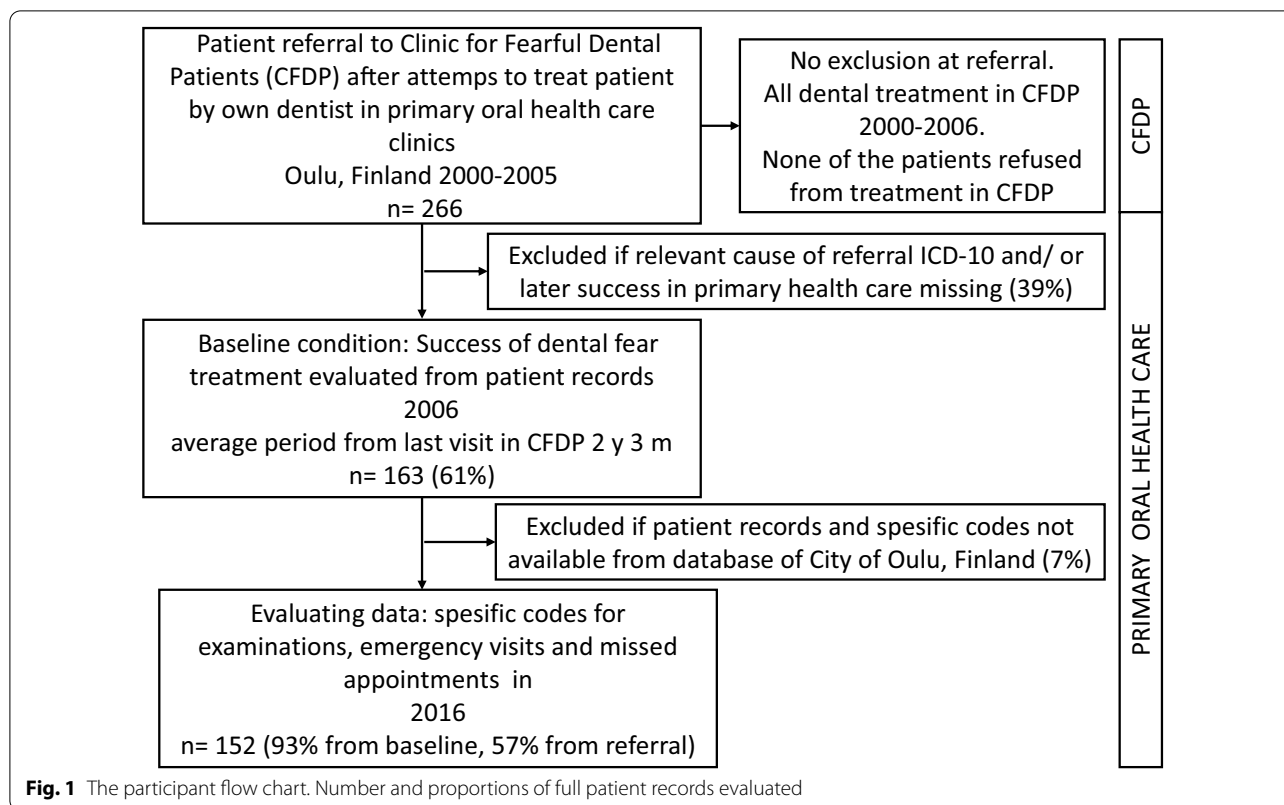 Patient referral to Clinic for Fearful Dental
Patients (CFDP) after attemps to treat patient
by own dentist in primary oral health care
clinics
Oulu, Finland 2000-2005
n= 266
No exclusion at referral.
All dental treatment in CFDP
2000-2006.
None of the patients refused
from treatment in CFDP
CFDP
Excluded if relevant cause of referral ICD-10 and/ or
later success in primary health care missing (39%)
Baseline condition: Success of dental fear
treatment evaluated from patient records
2006
average period from last visit in CFDP 2 y 3 m
n= 163 (61%)
Excluded if patient records and spesific codes not
available from database of City of Oulu, Finland (7%)
Evaluating data: spesific codes for
examinations, emergency visits and missed
appointments in
2016
n= 152 (93% from baseline, 57% from referral)
PRIMARY ORAL HEALTH CARE
Fig. 1 The participant flow chart. Number and proportions of full patient records evaluated